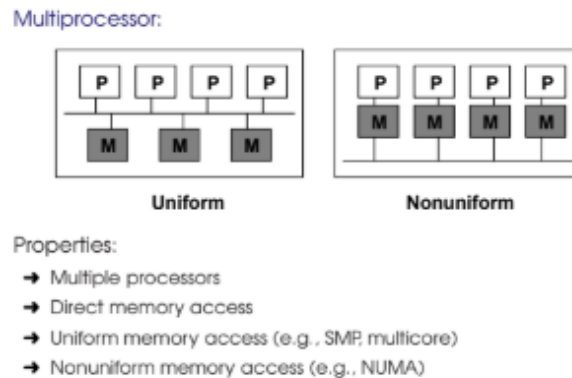 Multiprocessor:
P P P P P P P P
M M M M M M M
Uniform Nonuniform
Properties:
➜ Multiple processors
➜ Direct memory access
➜ Uniform memory access (e.g., SMP, multicore)
➜ Nonuniform memory access (e.g., NUMA)